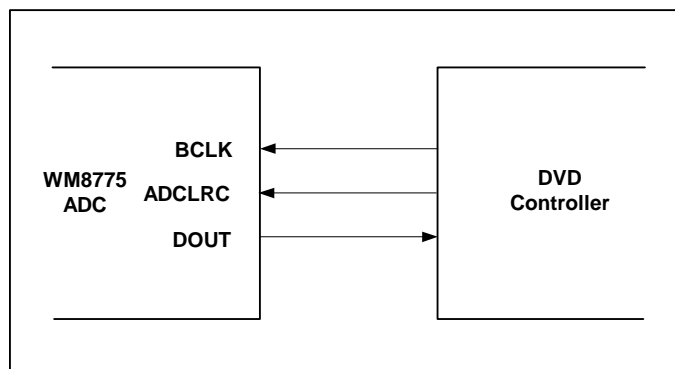 BCLK
WM8775
ADC
ADCLRC
DOUT
DVD
Controller